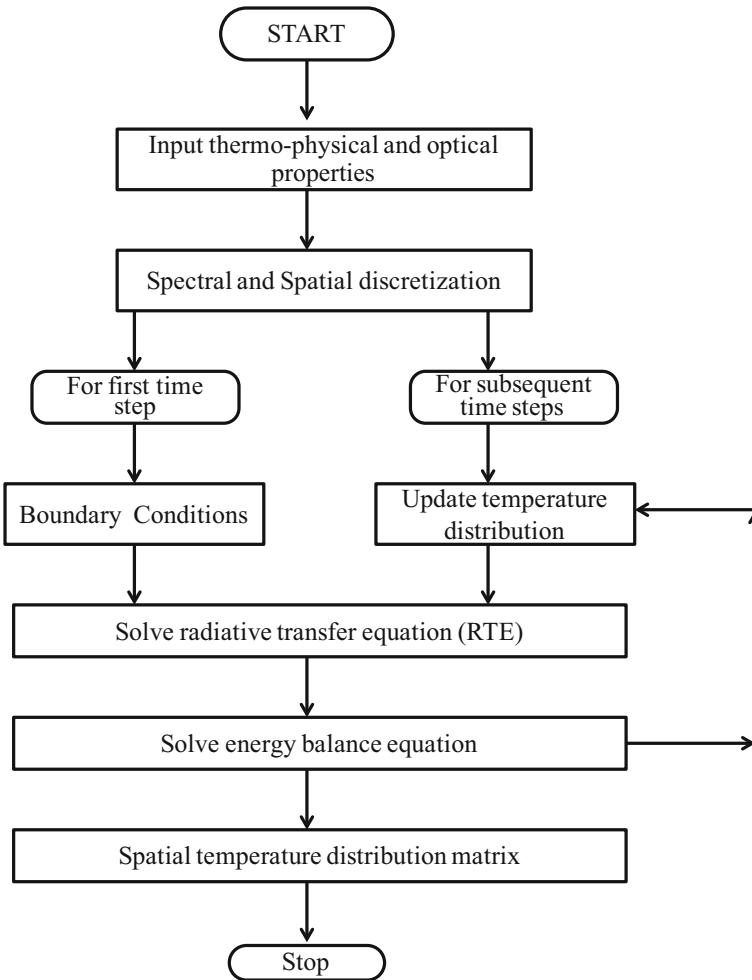 START
Input thermo-physical and optical
properties
Spectral and Spatial discretization
For first time
step
For subsequent
time steps
Boundary Conditions
Update temperature
distribution
Solve radiative transfer equation (RTE)
Solve energy balance equation
Spatial temperature distribution matrix
Stop